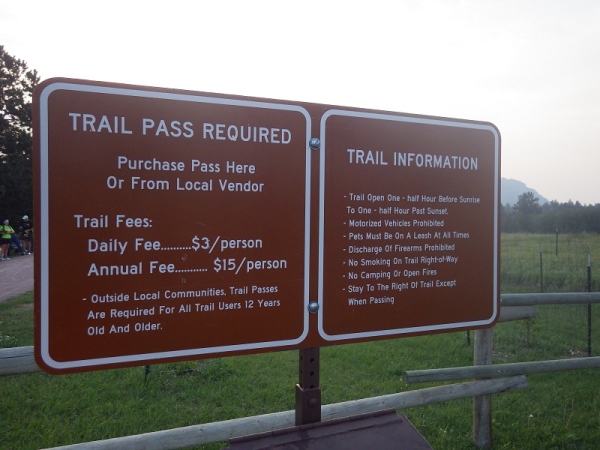 TRAIL PASS REQUIRED
Purchase Pass Here
Or From Local Vendor
Trail Fees:
Daily Fee..........$3/person
Annual Fee........... $15/person
- Outside Local Communities, Trail Passes
Are Required For All Trail Users 12 Years
Old And Older.
TRAIL INFORMATION
- Trail Open One - half Hour Before Sunrise
To One - half Hour Past Sunset.
- Motorized Vehicles Prohibited
- Pets Must Be On A Leash At All Times
- Discharge Of Firearms Prohibited
- No Smoking On Trail Right-of-Way
- No Camping Or Open Fires
- Stay To The Right Of Trail Except
When Passing